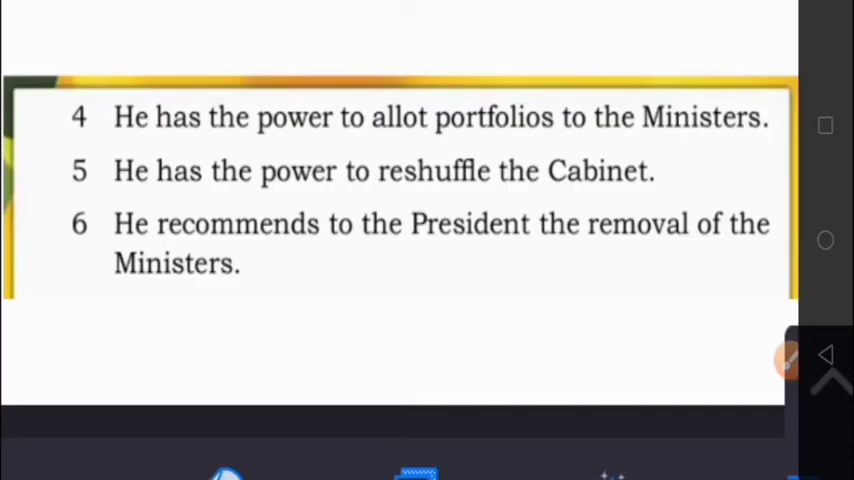 4 He has the power to allot portfolios to the Ministers.
5 He has the power to reshuffle the Cabinet.
6 He recommends to the President the removal of the
Ministers.